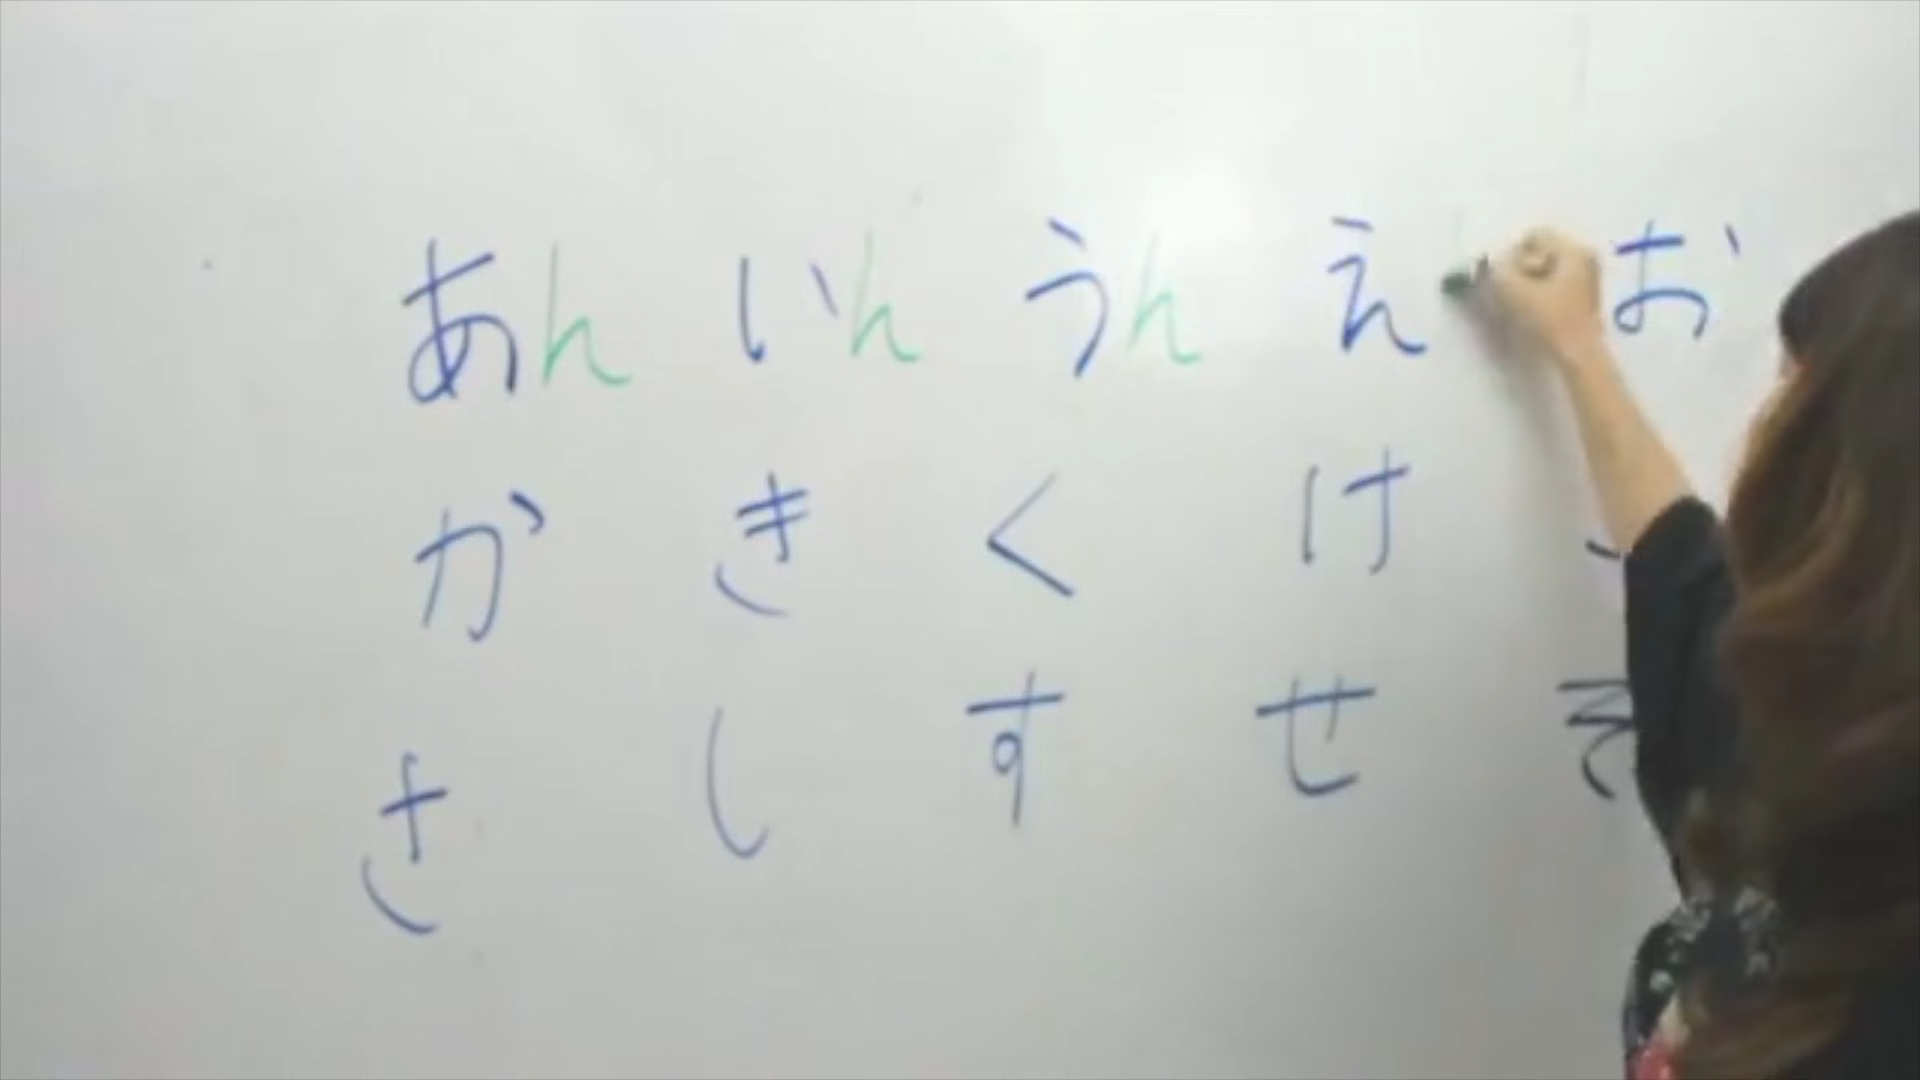 あん いん うん え お
か き く け
さ し す せ そ